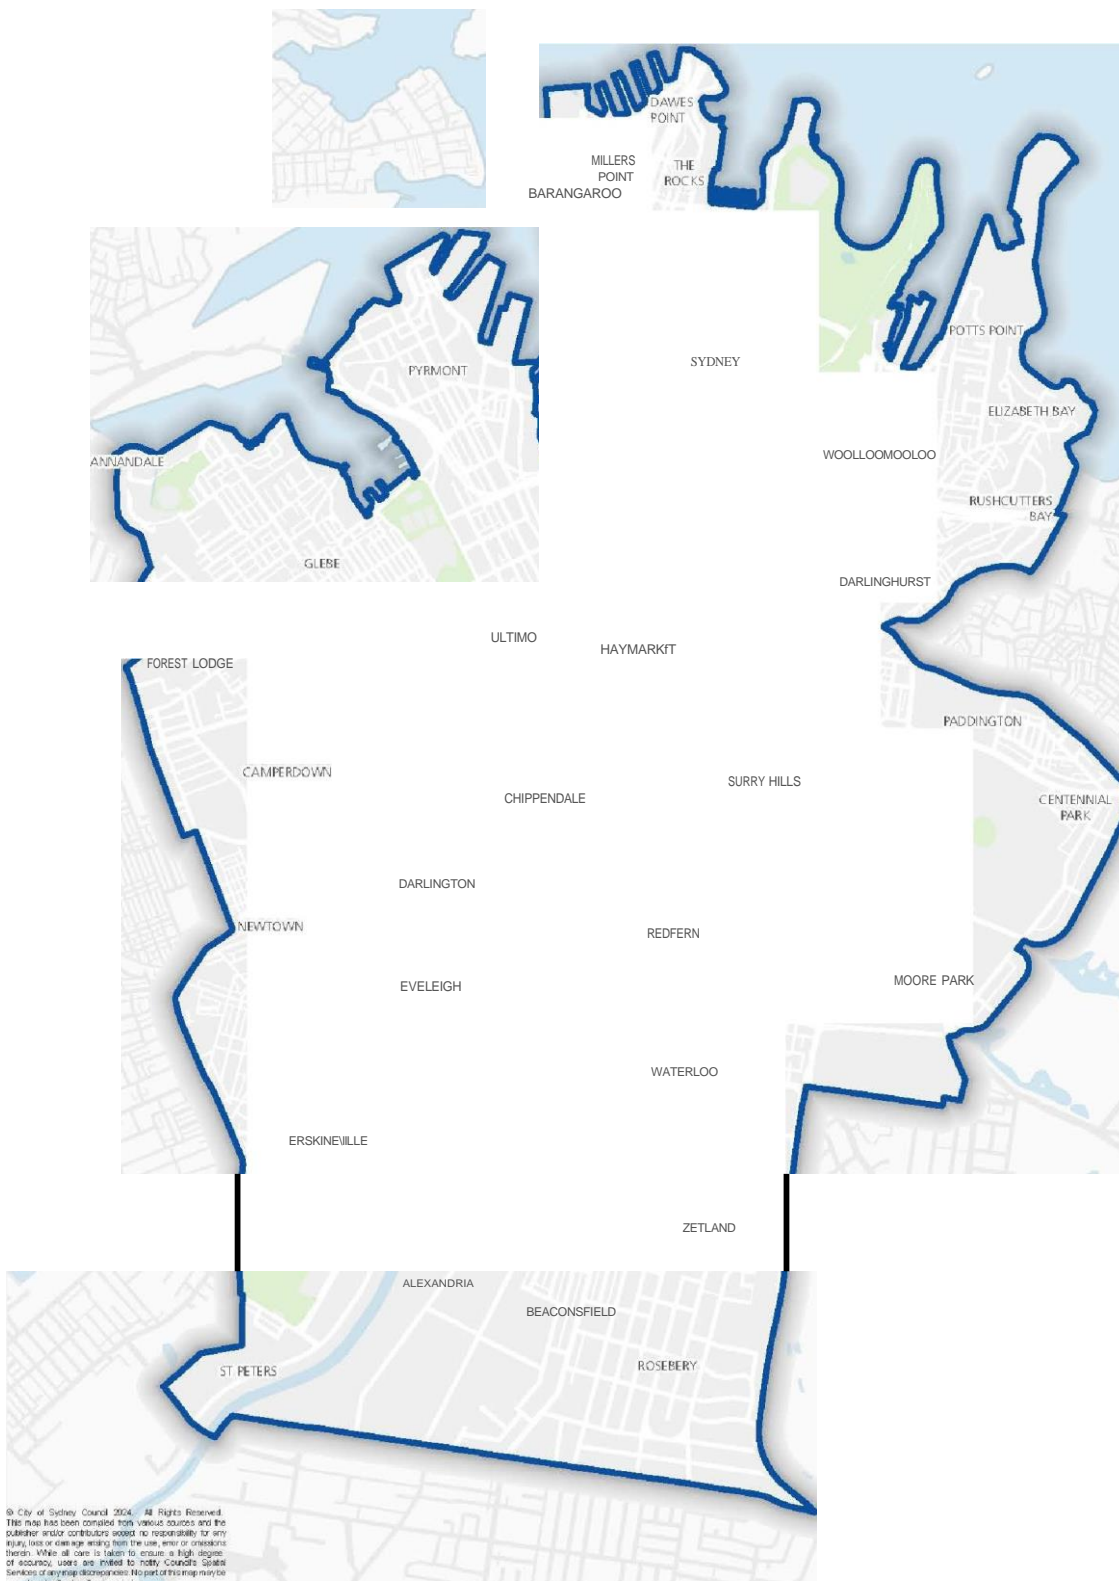 DAWES
POINT
MILLERS
POINT
THE
ROCKS
BARANGAROO
POTTS POINT
SYDNEY
PYRMONT
ELIZABETH BAY
WOOLLOOMOOLOO
ANNANDALE
RUSHCUTTERS
BAY
GLEBE
DARLINGHURST
ULTIMO
HAYMARKfT
FOREST LODGE
PADDINGTON
CAMPERDOWN
SURRY HILLS
CHIPPENDALE
CENTENNIAL
PARK
DARLINGTON
NEWTOWN
REDFERN
MOORE PARK
EVELEIGH
WATERLOO
ERSKINEVILLE
ZETLAND
ALEXANDRIA
BEACONSFIELD
ROSEBERY
ST PETERS
© City of Sydney Council 2024. All Rights Reserved.
This map has been compiled from various sources and the
publisher and/or contributors accept no responsibility for any
injury, loss or damage arising from the use, error or omissions
therein. While all care is taken to ensure a high degree
of accuracy, users are invited to notify Council's Spatial
Services of any map discrepancies. No part of this map may be